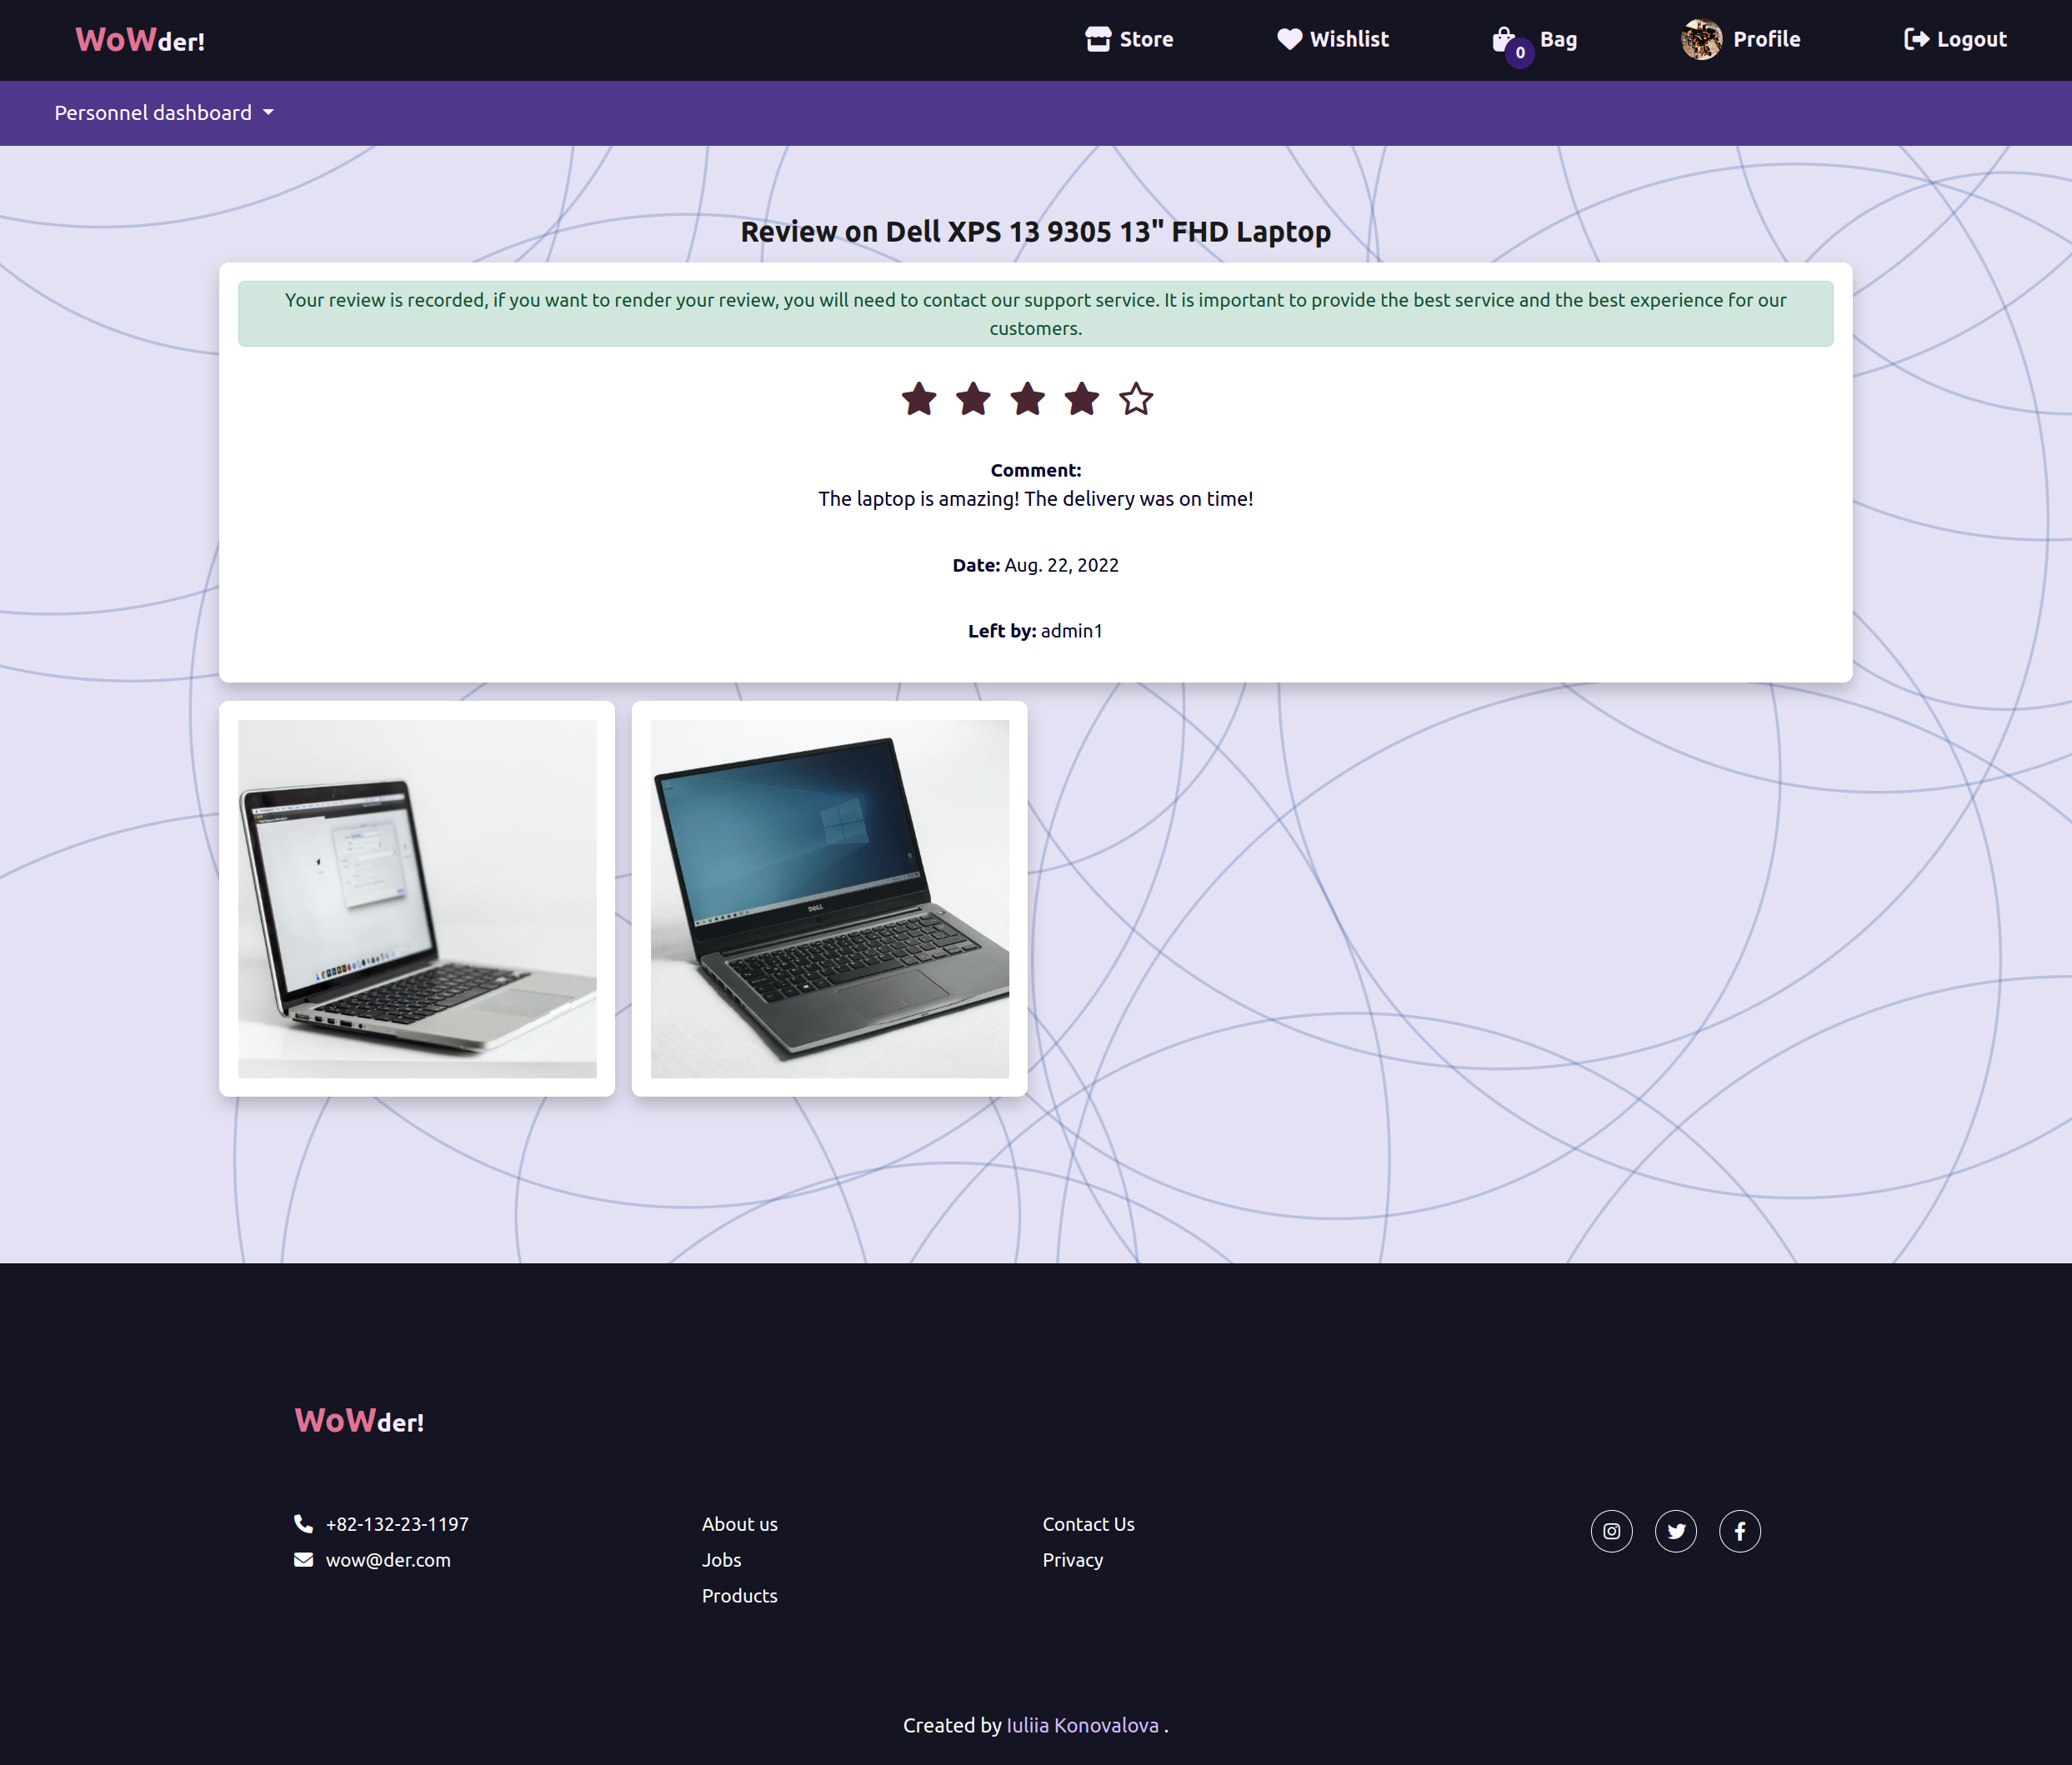 WoWder!
Store
Wishlist
0
Bag
Profile
Logout
Personnel dashboard
Review on Dell XPS 13 9305 13" FHD Laptop
Your review is recorded, if you want to render your review, you will need to contact our support service. It is important to provide the best service and the best experience for our
customers.
Comment:
The laptop is amazing! The delivery was on time!
Date: Aug. 22, 2022
Left by: admin1
DELL
WoWder!
+82-132-23-1197
wow@der.com
About us
Jobs
Products
Contact Us
Privacy
Created by Iuliia Konovalova .